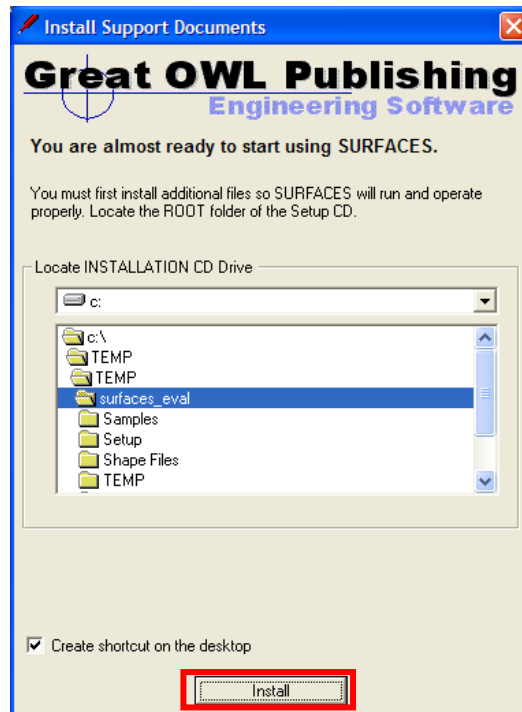 Install Support Documents
Great OWL Publishing
Engineering Software
You are almost ready to start using SURFACES.
You must first install additional files so SURFACES will run and operate
properly. Locate the ROOT folder of the Setup CD.
Locate INSTALLATION CD Drive
c:
c:\
TEMP
TEMP
surfaces_eval
Samples
Setup
Shape Files
TEMP
Create shortcut on the desktop
Install